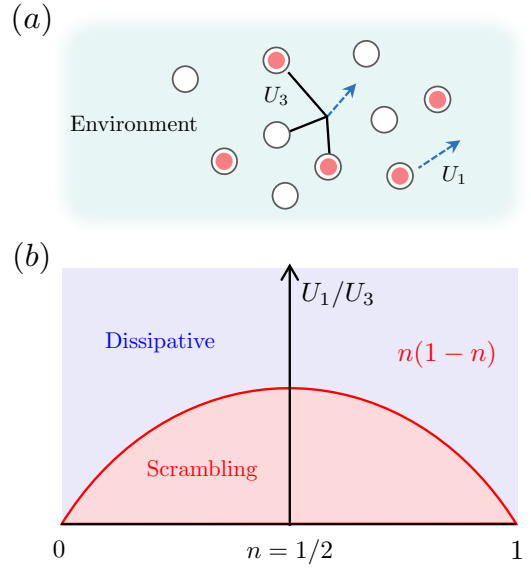 (a)
U₃
Environment
U₁
(b)
U₁/U₃
Dissipative
n(1 − n)
Scrambling
0
n = 1/2
1